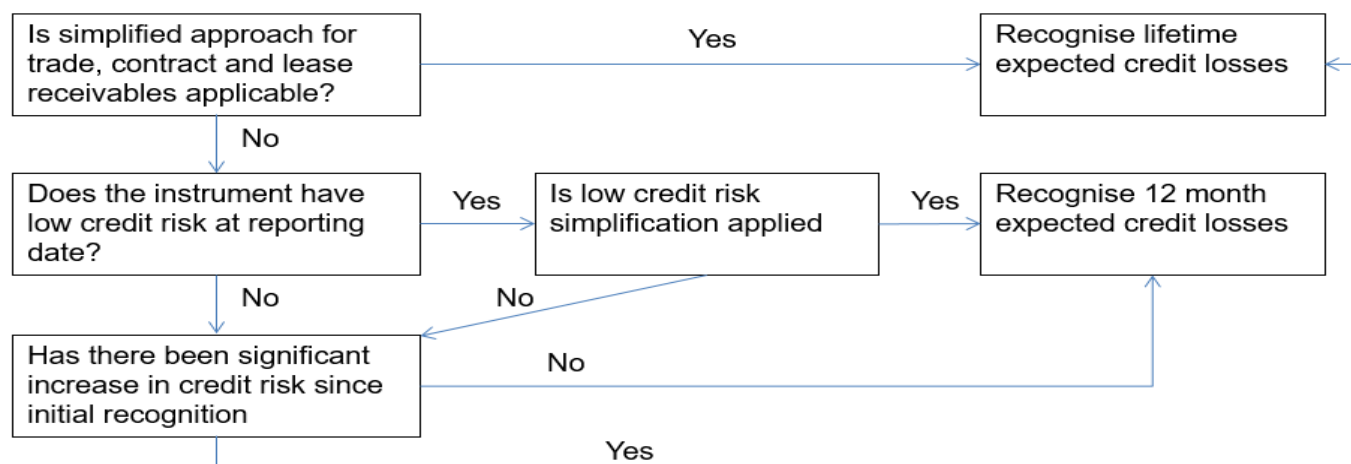 Is simplified approach for
trade, contract and lease
receivables applicable?
Yes
Recognise lifetime
expected credit losses
No
Does the instrument have
low credit risk at reporting
date?
Yes
Is low credit risk
simplification applied
Yes
Recognise 12 month
expected credit losses
No
No
Has there been significant
increase in credit risk since
initial recognition
No
Yes